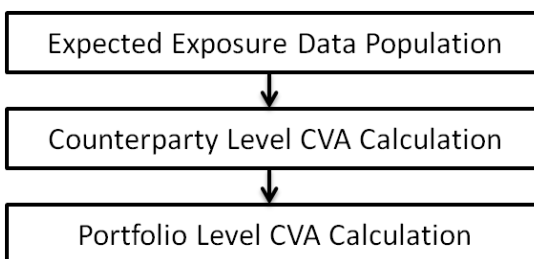 Expected Exposure Data Population
Counterparty Level CVA Calculation
Portfolio Level CVA Calculation